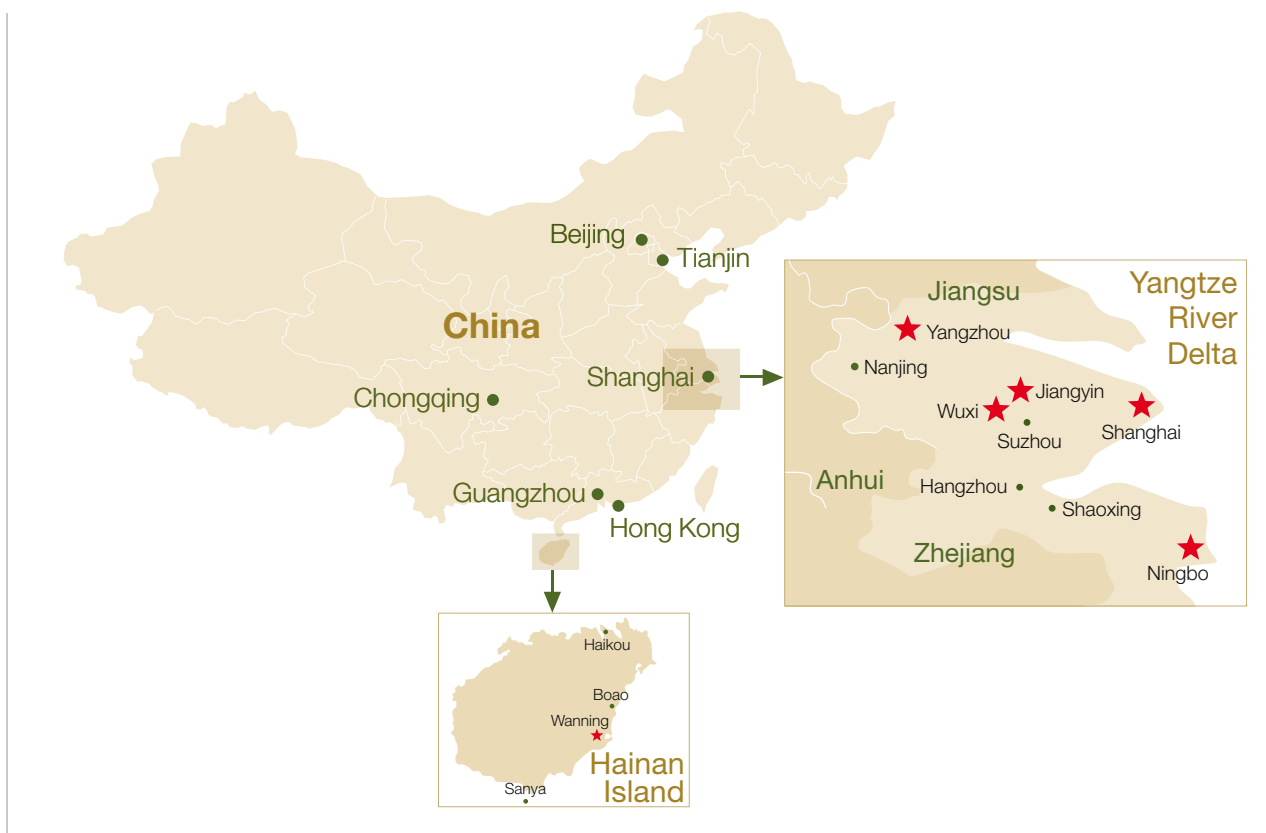 Beijing
Tianjin
China
Shanghai
Chongqing
Guangzhou
Hong Kong
Yangtze
River
Delta
Jiangsu
Yangzhou
Nanjing
Jiangyin
Wuxi
Shanghai
Suzhou
Anhui
Hangzhou
Shaoxing
Zhejiang
Ningbo
Haikou
Boao
Wanning
Hainan
Island
Sanya